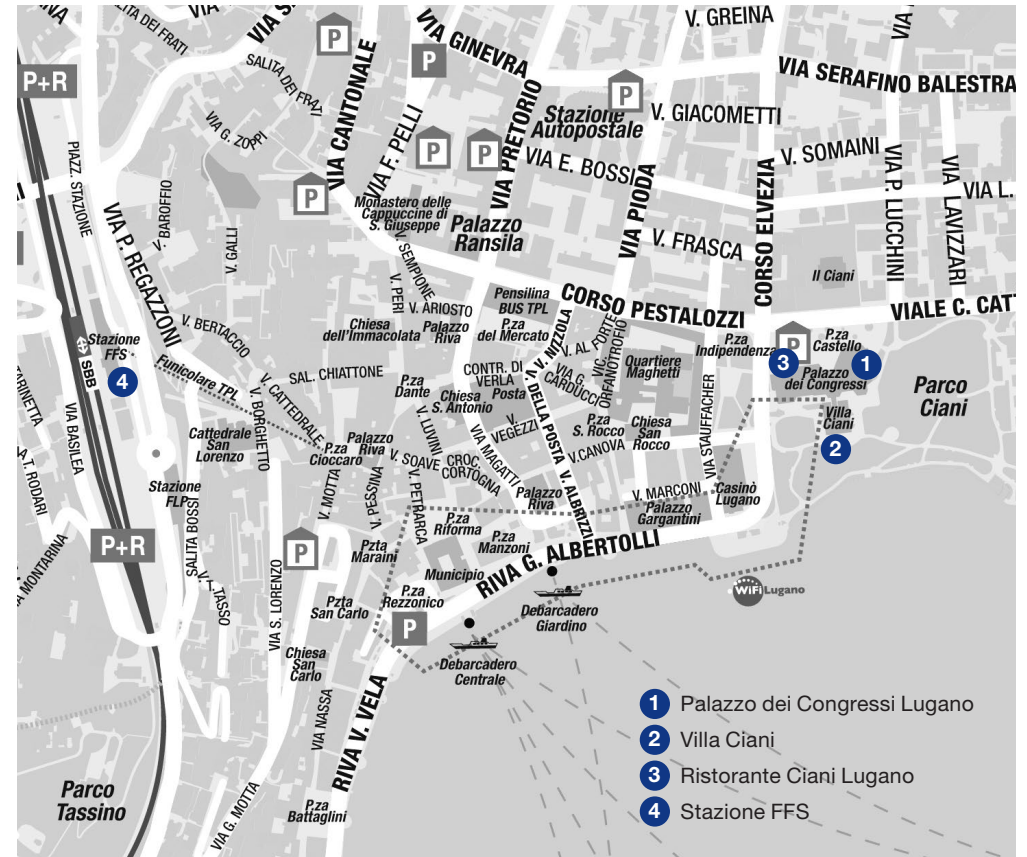 SALITA DEI FRATI
VIA GINEVRA
V. GREINA
P
P
P+R
VIA CANTONALE
SALITA DEI FRATI
VIA SERAFINO BALESTRA
P
Stazione
Autopostale
V. GIACOMETTI
V. G. ZOPPI
VIA F. PELLI
P
P
VIA PRETORIO
VIA E. BOSSI
V. SOMAINI
PIAZZ. STAZIONE
P
VIA PIODA
CORSO ELVEZIA
VIA P. LUCCHINI
VIA LAVIZZARI
VIA L.
Monastero delle
Cappuccine di
S. Giuseppe
Palazzo
Ransila
V. BAROFFIO
V. GALLI
VIA P. REGAZZONI
V. SEMPIONE
V. FRASCA
Il Ciani
V. PERI
V. ARIOSTO
Pensilina
BUS TPL
CORSO PESTALOZZI
VIALE C. CATT
Chiesa
dell'Immacolata
Palazzo
Riva
P.za
del Mercato
V. NIZZOLA
V. AL FORTE
VIC.
ORFANOTROFIO
P.za
Indipendenza
P
P.za
Castello
V. BERTACCIO
Stazione
FFS
SBB
4
Funicolare TPL
SAL. CHIATTONE
P.za
Dante
CONTR. DI
VERLA
Posta
Chiesa
S. Antonio
VIA G.
CARDUCCI
Quartiere
Maghetti
3
Palazzo
dei Congressi
1
Parco
Ciani
VIA BASILEA
V. BORGHETTO
V. CATTEDRALE
V. LUVINI
V. VEGEZZI
V. DELLA POSTA
P.za
S. Rocco
Chiesa
San
Rocco
VIA STAUFFACHER
Villa
Ciani
2
Cattedrale
San
Lorenzo
P.za
Cioccaro
Palazzo
Riva
V. SOAVE
CROC.
CORTOGNA
VIA MAGATTI
V.CANOVA
Stazione
FLP
V. MOTTA
V. PESSINA
V. PETRARCA
Palazzo
Riva
V. ALBRIZZI
V. MARCONI
Casinò
Lugano
Palazzo
Gargantini
P+R
SALITA BOSSI
P
P.za
Riforma
P.za
Manzoni
Pzta
Maraini
Municipio
RIVA G. ALBERTOLLI
V. T. TASSO
VIA S. LORENZO
Pzta
San Carlo
P.za
Rezzonico
P
Debarcadero
Giardino
WiFi Lugano
Debarcadero
Centrale
Chiesa
San
Carlo
VIA NASSA
RIVA V. VELA
Parco
Tassino
VIA G. MOTTA
P.za
Battaglini
1 Palazzo dei Congressi Lugano
2 Villa Ciani
3 Ristorante Ciani Lugano
4 Stazione FFS